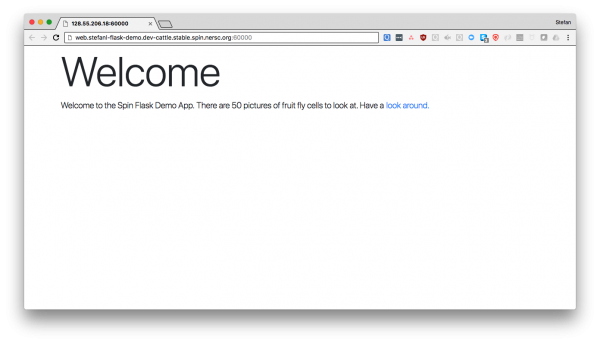 128.55.206.18:60000
Stefan
web.stefanl-flask-demo.dev-cattle.stable.spin.nersc.org:60000
Welcome
Welcome to the Spin Flask Demo App. There are 50 pictures of fruit fly cells to look at. Have a look around.